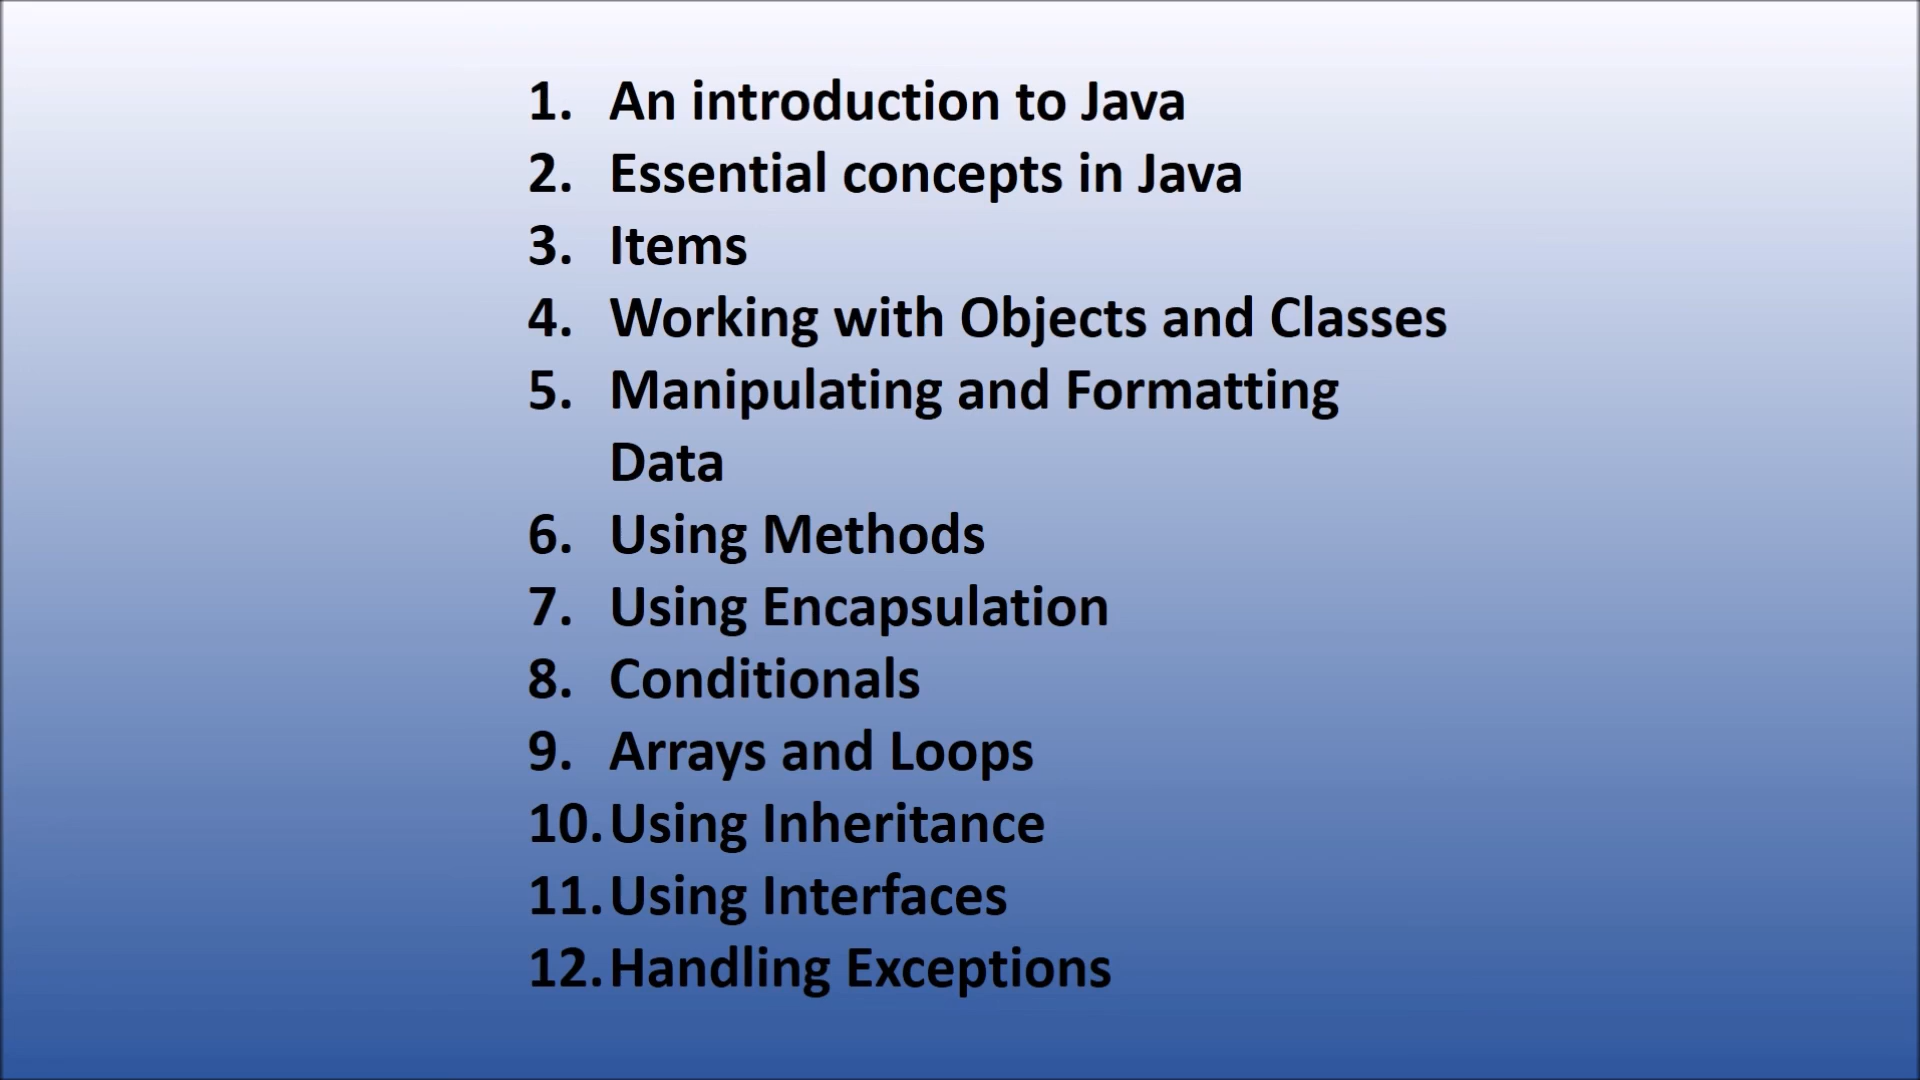 1. An introduction to Java
2. Essential concepts in Java
3. Items
4. Working with Objects and Classes
5. Manipulating and Formatting
Data
6. Using Methods
7. Using Encapsulation
8. Conditionals
9. Arrays and Loops
10. Using Inheritance
11. Using Interfaces
12. Handling Exceptions